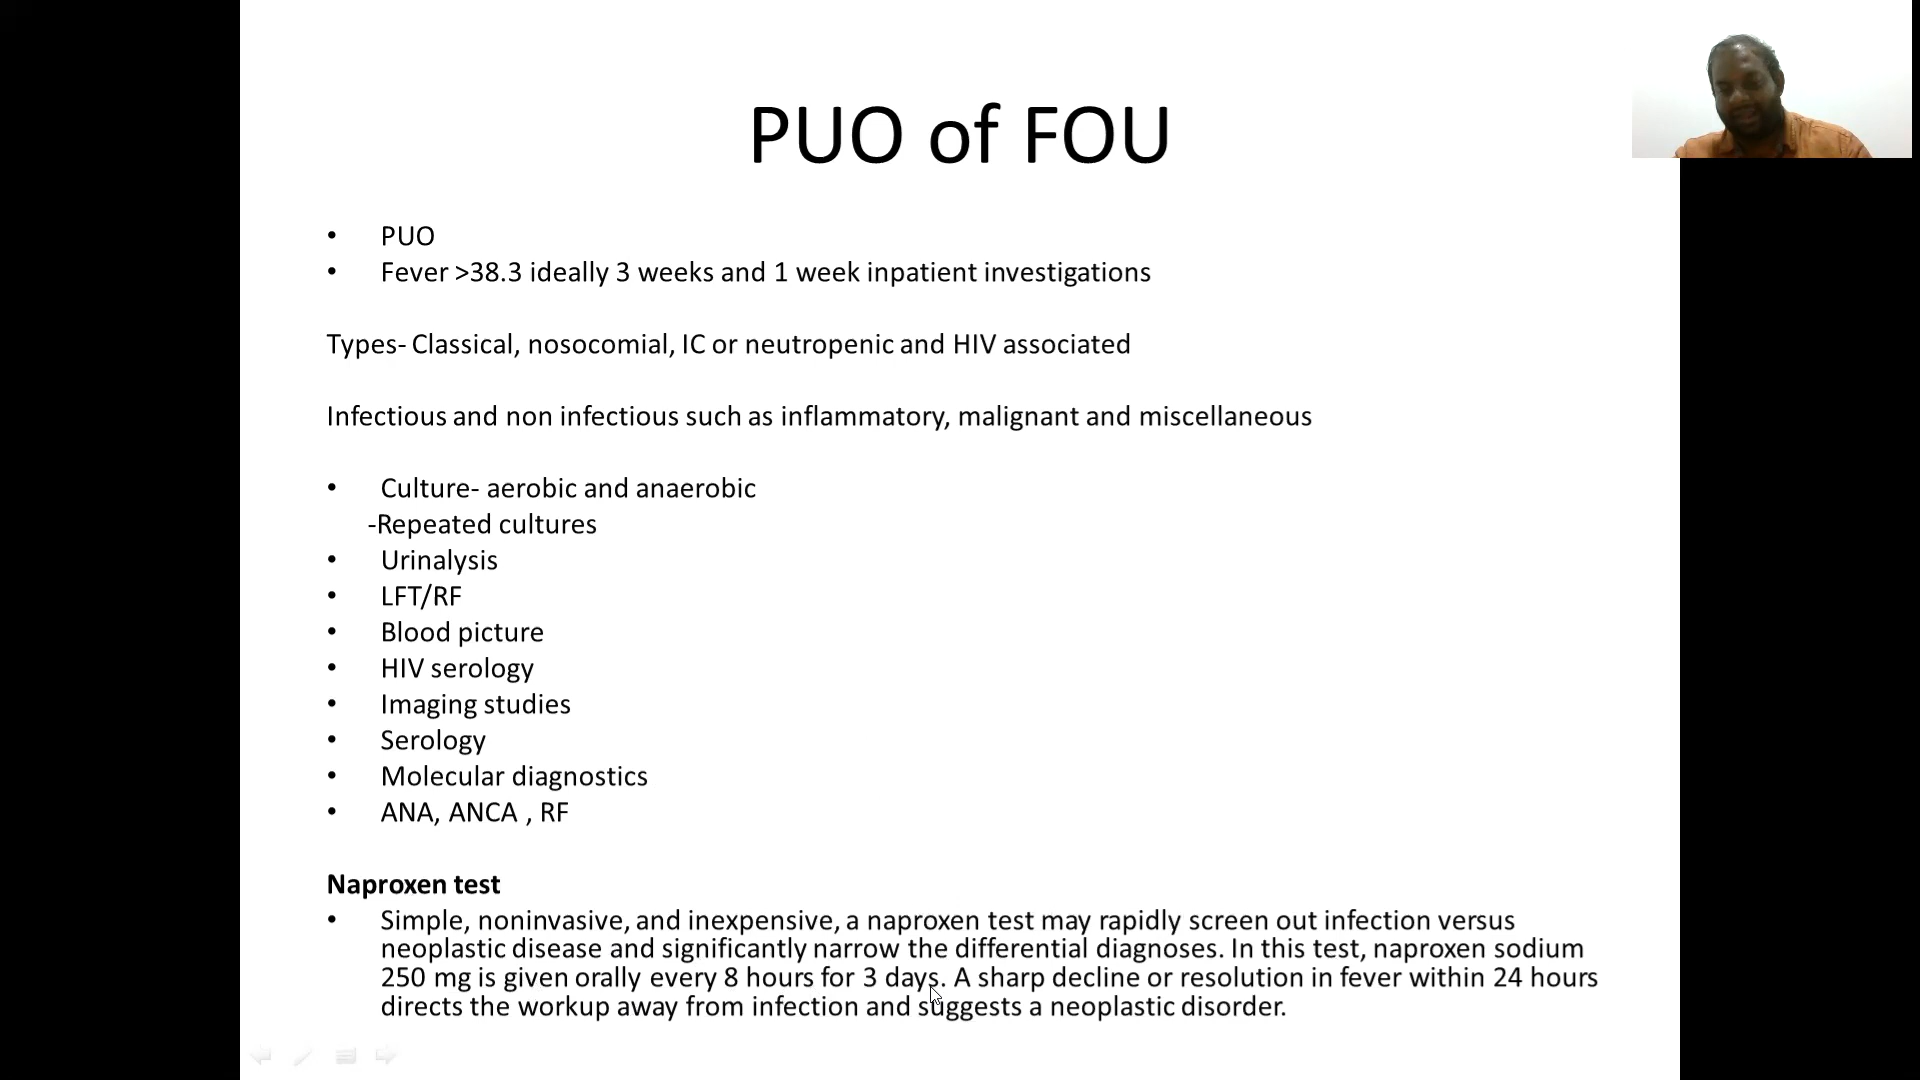 PUO of FOU
• PUO
• Fever >38.3 ideally 3 weeks and 1 week inpatient investigations
Types- Classical, nosocomial, IC or neutropenic and HIV associated
Infectious and non infectious such as inflammatory, malignant and miscellaneous
• Culture- aerobic and anaerobic
-Repeated cultures
• Urinalysis
• LFT/RF
• Blood picture
• HIV serology
• Imaging studies
• Serology
• Molecular diagnostics
• ANA, ANCA , RF
Naproxen test
• Simple, noninvasive, and inexpensive, a naproxen test may rapidly screen out infection versus
neoplastic disease and significantly narrow the differential diagnoses. In this test, naproxen sodium
250 mg is given orally every 8 hours for 3 days. A sharp decline or resolution in fever within 24 hours
directs the workup away from infection and suggests a neoplastic disorder.